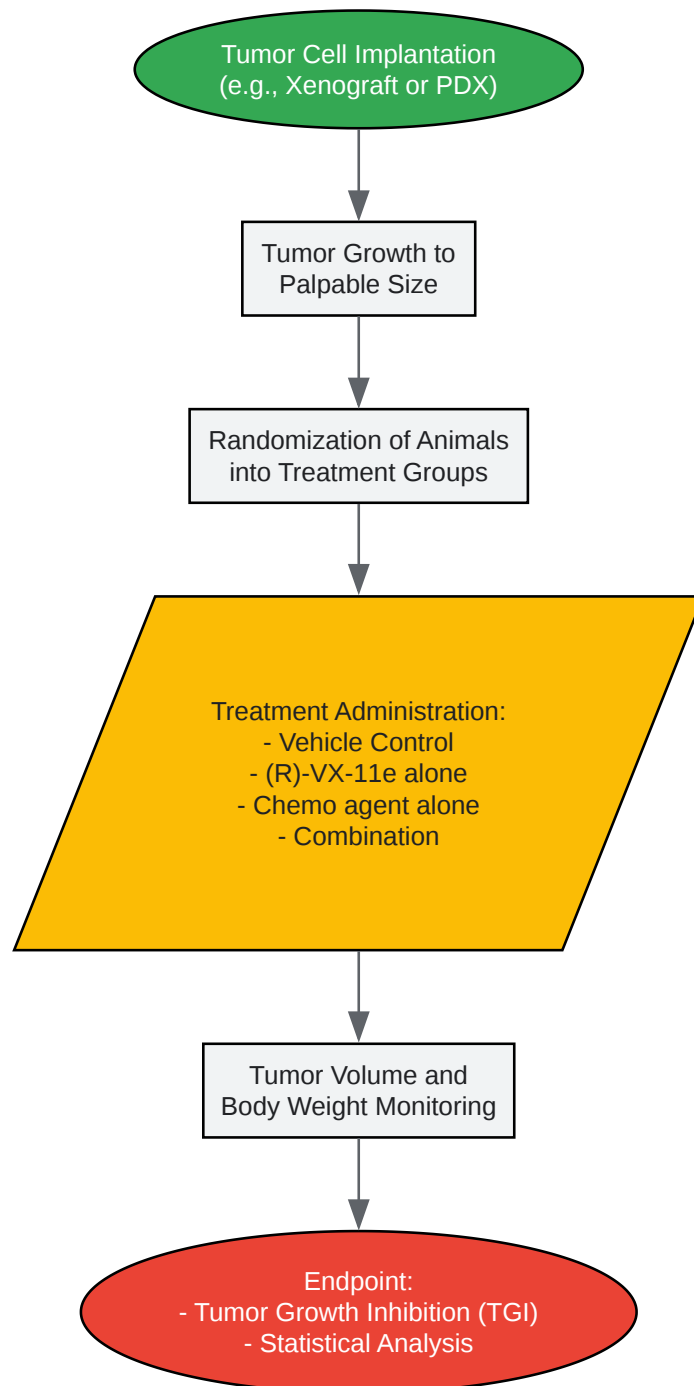 Tumor Cell Implantation
(e.g., Xenograft or PDX)
Tumor Growth to
Palpable Size
Randomization of Animals
into Treatment Groups
Treatment Administration:
- Vehicle Control
- (R)-VX-11e alone
- Chemo agent alone
- Combination
Tumor Volume and
Body Weight Monitoring
Endpoint:
- Tumor Growth Inhibition (TGI)
- Statistical Analysis